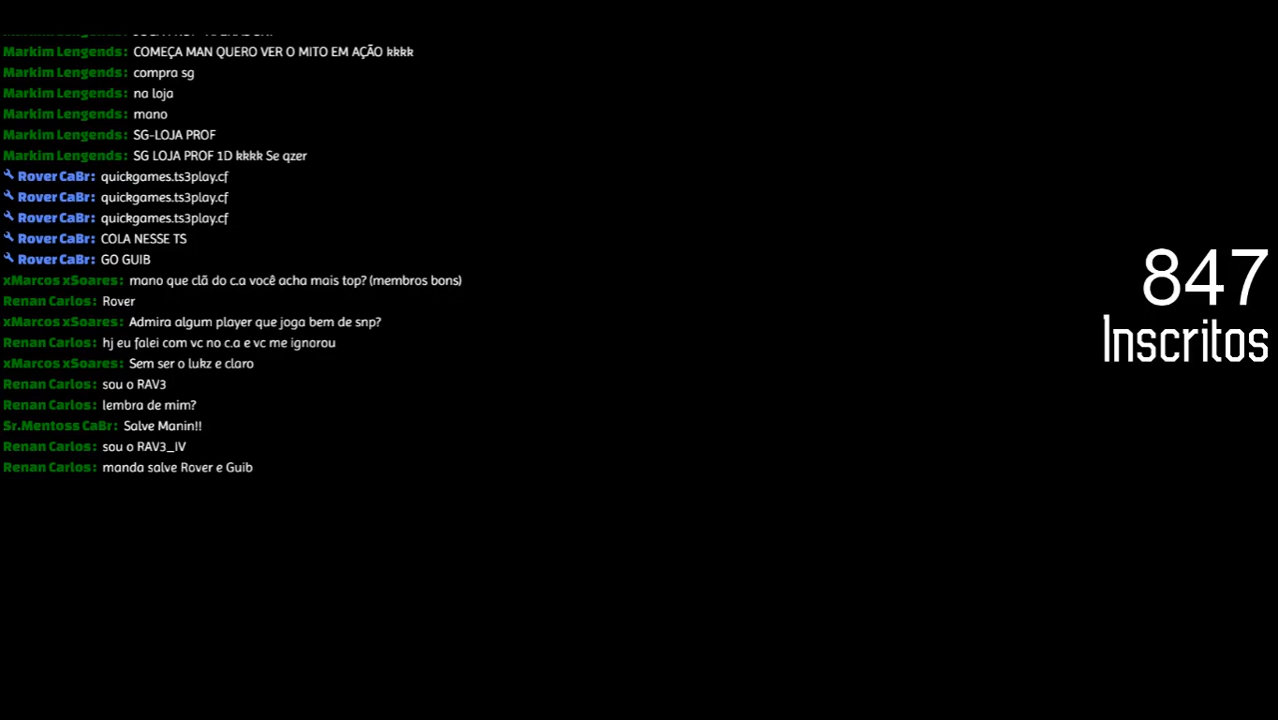 Markim Lengends: COMEÇA MAN QUERO VER O MITO EM AÇÃO kkkk
Markim Lengends: compra sg
Markim Lengends: na loja
Markim Lengends: mano
Markim Lengends: SG-LOJA PROF
Markim Lengends: SG LOJA PROF 1D kkkk Se qzer
Rover CaBr: quickgames.ts3play.cf
Rover CaBr: quickgames.ts3play.cf
Rover CaBr: quickgames.ts3play.cf
Rover CaBr: COLA NESSE TS
Rover CaBr: GO GUIB
xMarcos xSoares: mano que clã do c.a você acha mais top? (membros bons)
Renan Carlos: Rover
xMarcos xSoares: Admira algum player que joga bem de snp?
Renan Carlos: hj eu falei com vc no c.a e vc me ignorou
xMarcos xSoares: Sem ser o lukz e claro
Renan Carlos: sou o RAV3
Renan Carlos: lembra de mim?
Sr.Mentoss CaBr: Salve Manin!!
Renan Carlos: sou o RAV3_IV
Renan Carlos: manda salve Rover e Guib
847
Inscritos